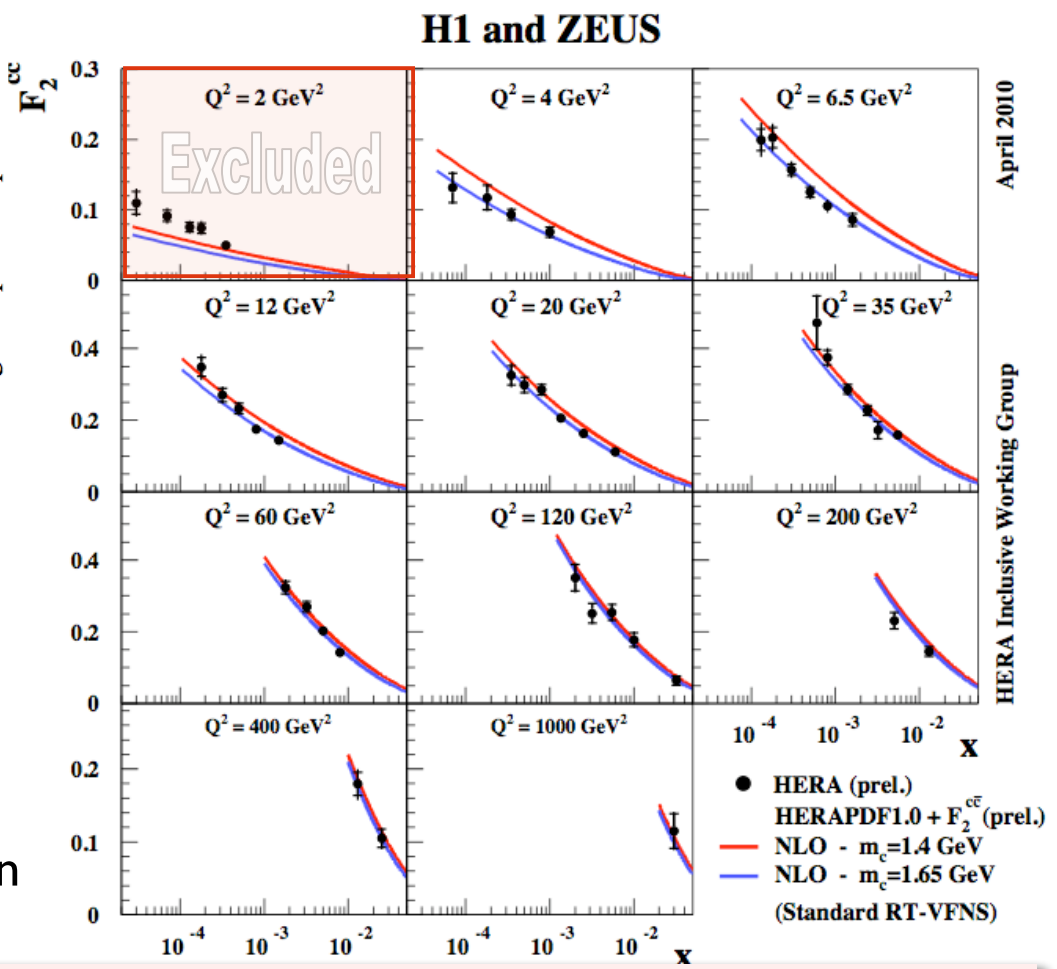 H1 and ZEUS
F₂ᶜᶜ
0.3
0.2
0.1
0
Q² = 2 GeV²
Excluded
Q² = 4 GeV²
Q² = 6.5 GeV²
April 2010
0.4
0.2
0
Q² = 12 GeV²
Q² = 20 GeV²
Q² = 35 GeV²
HERA Inclusive Working Group
0.4
0.2
0
Q² = 60 GeV²
Q² = 120 GeV²
Q² = 200 GeV²
10⁻⁴ 10⁻³ 10⁻²
x
0.2
0.1
0
Q² = 400 GeV²
Q² = 1000 GeV²
HERA (prel.)
HERAPDF1.0 + F₂ᶜᶜ̄ (prel.)
NLO - m_c=1.4 GeV
NLO - m_c=1.65 GeV
(Standard RT-VFNS)
n
10⁻⁴ 10⁻³ 10⁻² 10⁻⁴ 10⁻³ 10⁻²
x